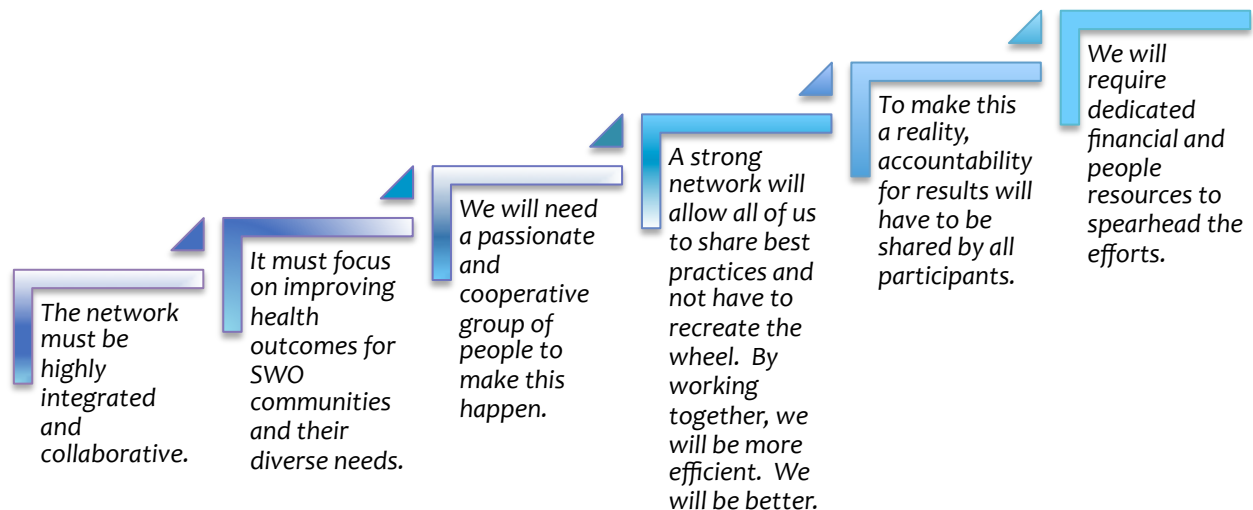 The network
must be
highly
integrated
and
collaborative.
It must focus
on improving
health
outcomes for
SWO
communities
and their
diverse needs.
We will need
a passionate
and
cooperative
group of
people to
make this
happen.
A strong
network will
allow all of us
to share best
practices and
not have to
recreate the
wheel.  By
working
together, we
will be more
efficient.  We
will be better.
To make this
a reality,
accountability
for results will
have to be
shared by all
participants.
We will
require
dedicated
financial and
people
resources to
spearhead the
efforts.